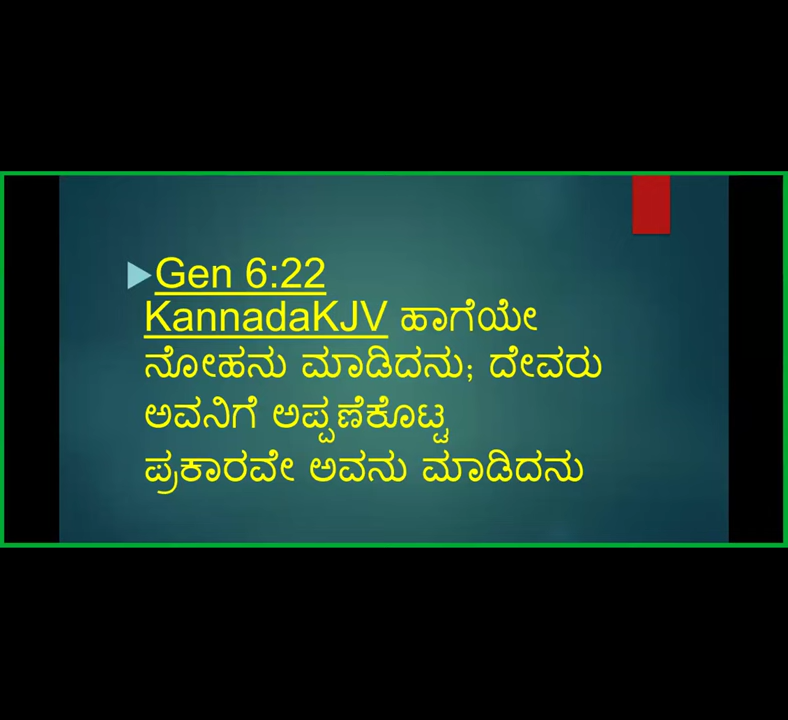 Gen 6:22
KannadaKJV ಹಾಗೆಯೇ
ನೋಹನು ಮಾಡಿದನು; ದೇವರು
ಅವನಿಗೆ ಅಪ್ಪಣೆಕೊಟ್ಟ
ಪ್ರಕಾರವೇ ಅವನು ಮಾಡಿದನು